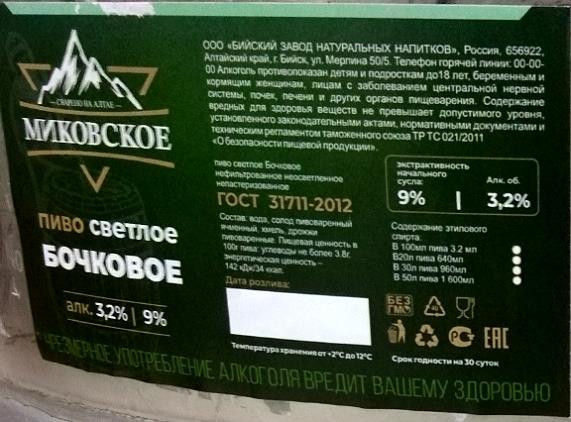 СВАРЕНО НА АЛТАЕ
МИКОВСКОЕ
ПИВО светлое
БОЧКОВОЕ
алк. 3,2% | 9%
ООО «БИЙСКИЙ ЗАВОД НАТУРАЛЬНЫХ НАПИТКОВ», Россия, 656922,
Алтайский край, г. Бийск, ул. Мерлина 50/5. Телефон горячей линии: 00-00-
00 Алкоголь противопоказан детям и подросткам до18 лет, беременным и
кормящим женщинам, лицам с заболеванием центральной нервной
системы, почек, печени и других органов пищеварения. Содержание
вредных для здоровья веществ не превышает допустимого уровня,
установленного законодательными актами, нормативными документами и
техническим регламентом таможенного союза ТР ТС 021/2011
«О безопасности пищевой продукции».
пиво светлое Бочковое
нефильтрованное неосветленное
непастеризованное
ГОСТ 31711-2012
Состав: вода, солод пивоваренный
ячменный, хмель, дрожжи
пивоваренные. Пищевая ценность в
100г пива: углеводы не более 3,8г.
энергетическая ценность –
142 кДж/34 ккал.
Дата розлива:
Температура хранения от +2°С до 12°С
экстрактивность
начального
сусла:
9%
Алк. об.
3,2%
Содержание этилового
спирта:
В 100мл пива 3.2 мл
В20л пива 640мл
В 30л пива 960мл
В 50л пива 1 600мл
БЕЗ
ГМО
EAC
Срок годности на 30 суток
ЧРЕЗМЕРНОЕ УПОТРЕБЛЕНИЕ АЛКОГОЛЯ ВРЕДИТ ВАШЕМУ ЗДОРОВЬЮ